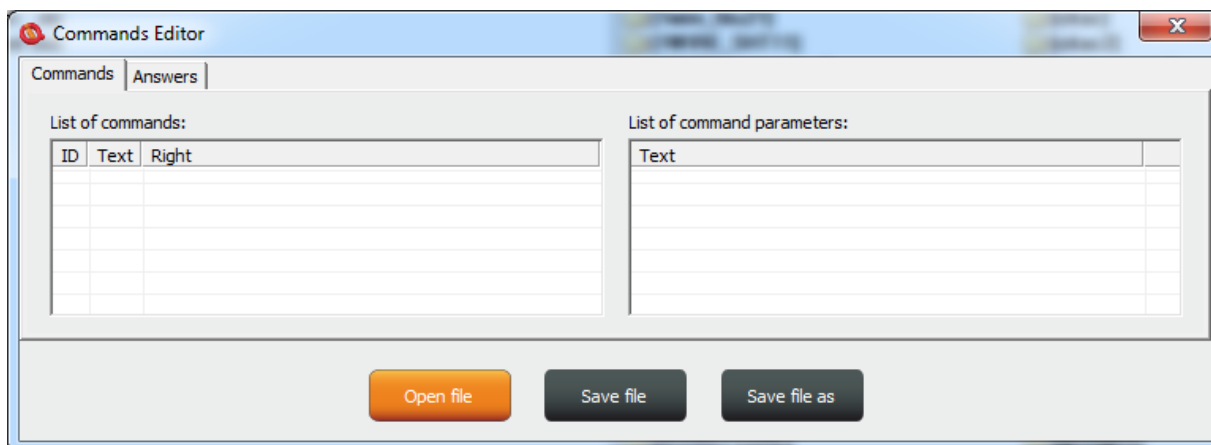 Commands Editor
Commands Answers
List of commands: List of command parameters:
ID Text Right Text
Open file Save file Save file as